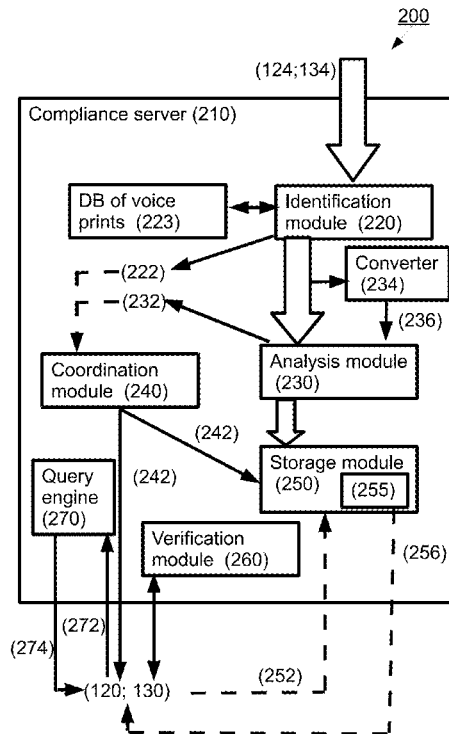 200
(124;134)
Compliance server (210)
DB of voice
prints (223)
Identification
module (220)
(222)
(232)
Converter
(234)
(236)
Coordination
module (240)
Analysis module
(230)
(242)
(242)
Storage module
(250)
(255)
Query
engine
(270)
Verification
module (260)
(256)
(274)
(272)
(120; 130)
(252)